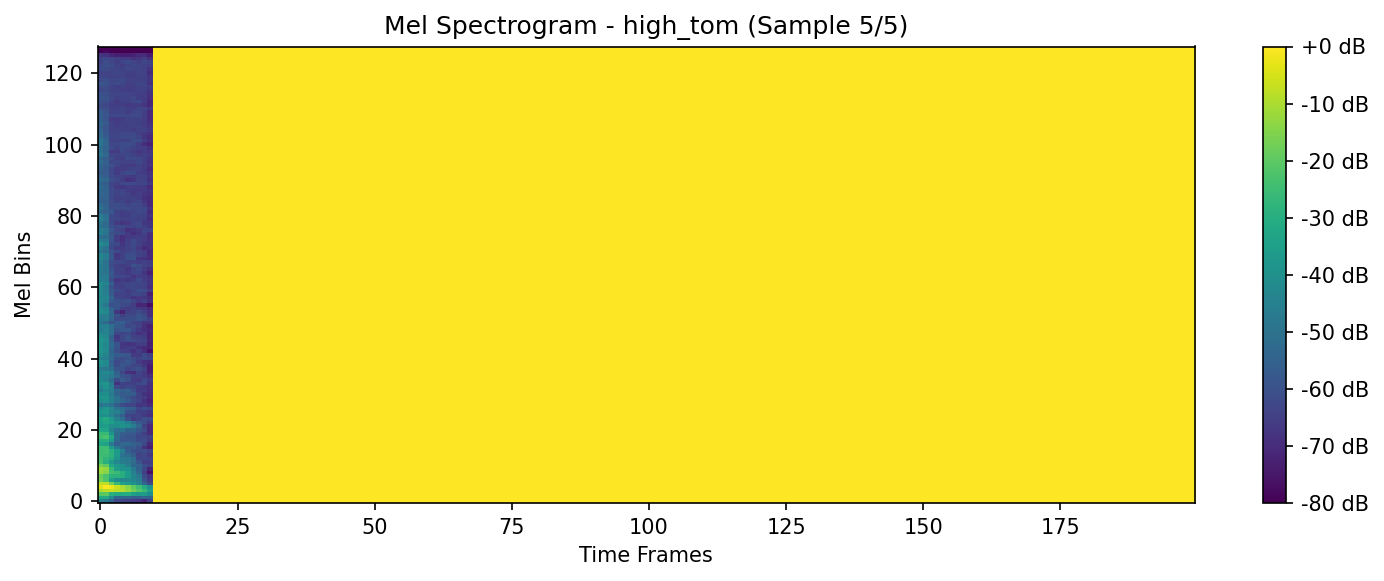 Mel Spectrogram - high_tom (Sample 5/5)
Mel Bins
120
100
80
60
40
20
0
0 25 50 75 100 125 150 175
Time Frames
+0 dB
-10 dB
-20 dB
-30 dB
-40 dB
-50 dB
-60 dB
-70 dB
-80 dB